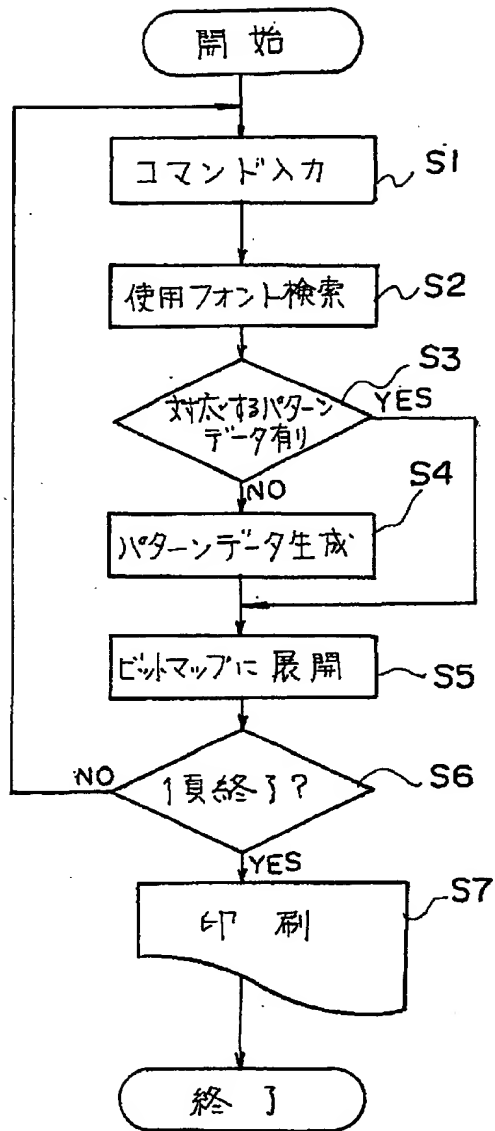 開始
コマンド入力
S1
使用フォント検索
S2
S3
対応するパターン
データ有り
YES
NO
S4
パターンデータ生成
ビットマップに展開
S5
NO
1頁終了?
S6
YES
S7
印刷
終了